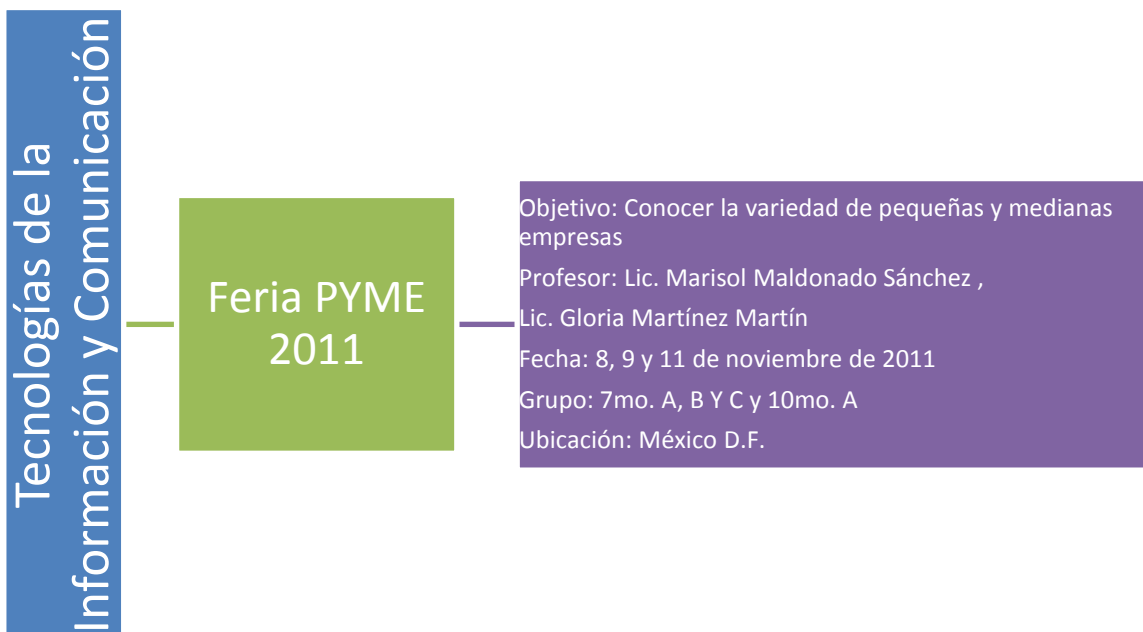 Tecnologías de la
Información y Comunicación
Feria PYME
2011
Objetivo: Conocer la variedad de pequeñas y medianas
empresas
Profesor: Lic. Marisol Maldonado Sánchez ,
Lic. Gloria Martínez Martín
Fecha: 8, 9 y 11 de noviembre de 2011
Grupo: 7mo. A, B Y C y 10mo. A
Ubicación: México D.F.